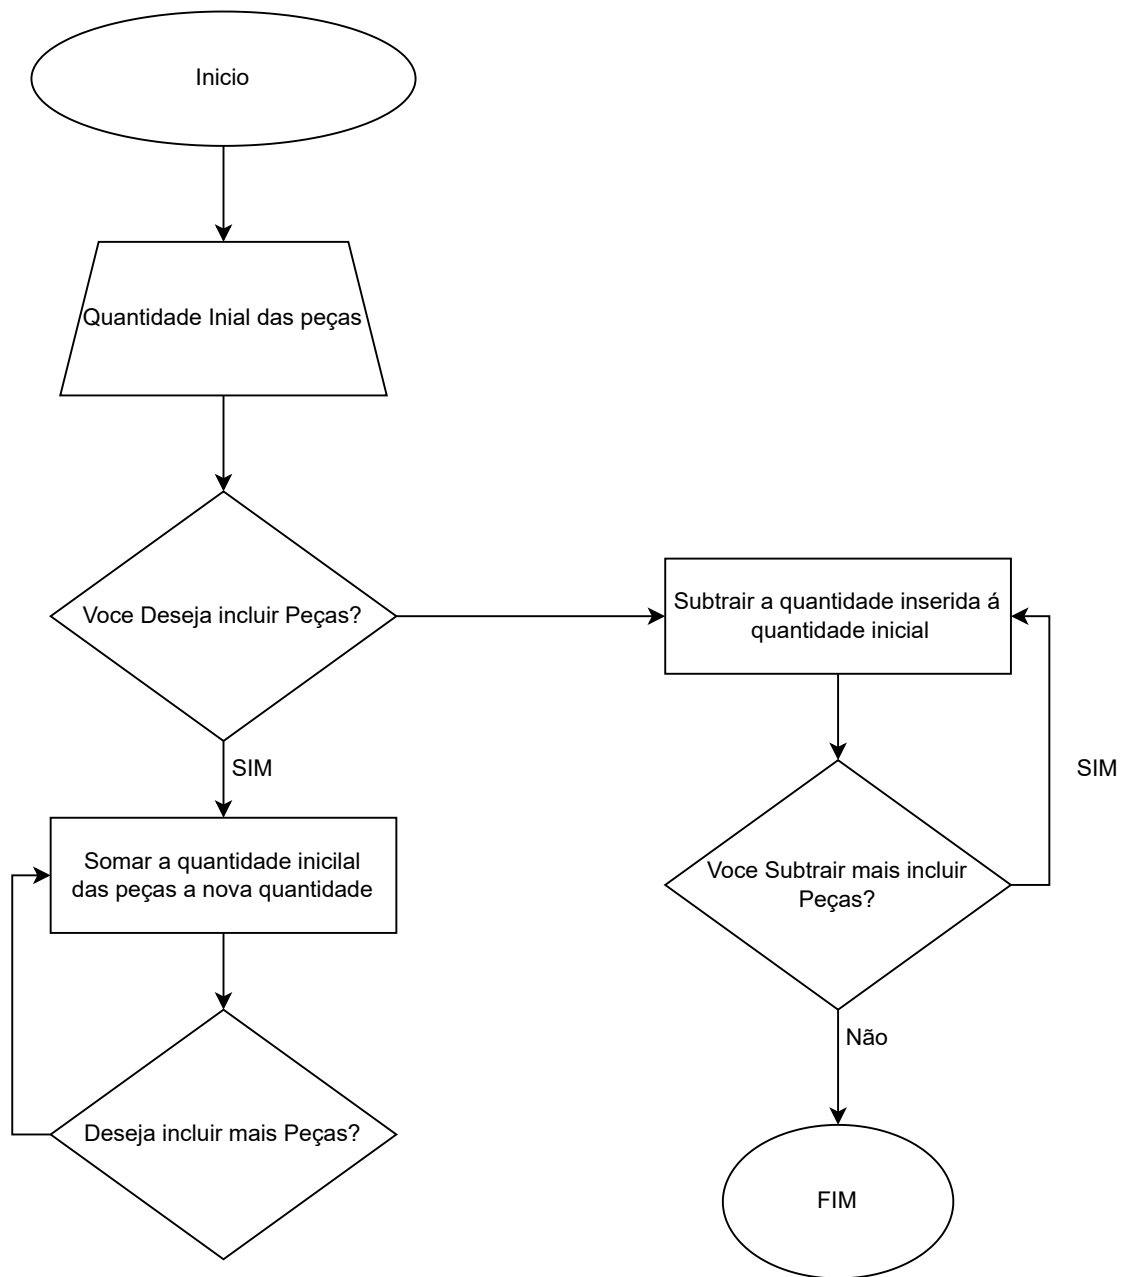 Inicio
Quantidade Inial das peças
Voce Deseja incluir Peças?
Subtrair a quantidade inserida á
quantidade inicial
SIM
SIM
Somar a quantidade inicilal
das peças a nova quantidade
Voce Subtrair mais incluir
Peças?
Não
Deseja incluir mais Peças?
FIM